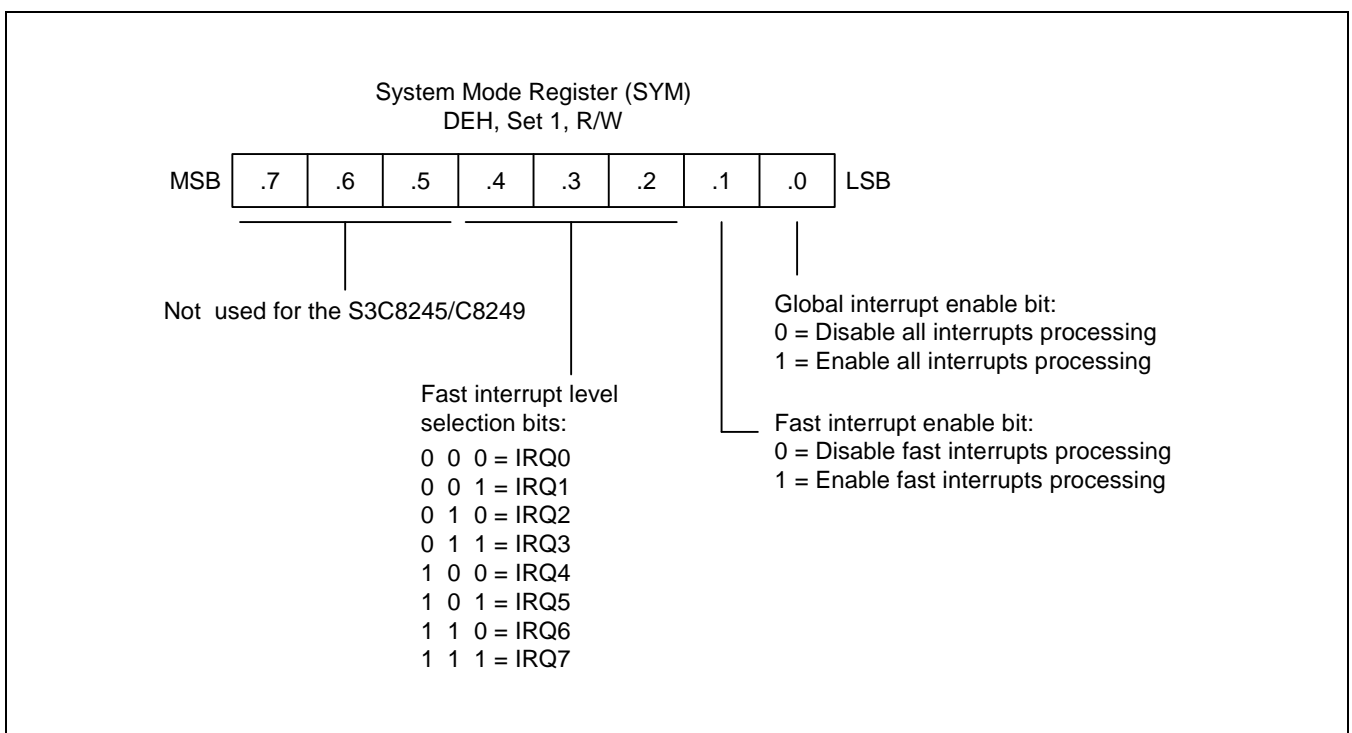 System Mode Register (SYM)
DEH, Set 1, R/W
MSB .7 .6 .5 .4 .3 .2 .1 .0 LSB
Not used for the S3C8245/C8249
Global interrupt enable bit:
0 = Disable all interrupts processing
1 = Enable all interrupts processing
Fast interrupt level
selection bits:
0 0 0 = IRQ0
0 0 1 = IRQ1
0 1 0 = IRQ2
0 1 1 = IRQ3
1 0 0 = IRQ4
1 0 1 = IRQ5
1 1 0 = IRQ6
1 1 1 = IRQ7
Fast interrupt enable bit:
0 = Disable fast interrupts processing
1 = Enable fast interrupts processing